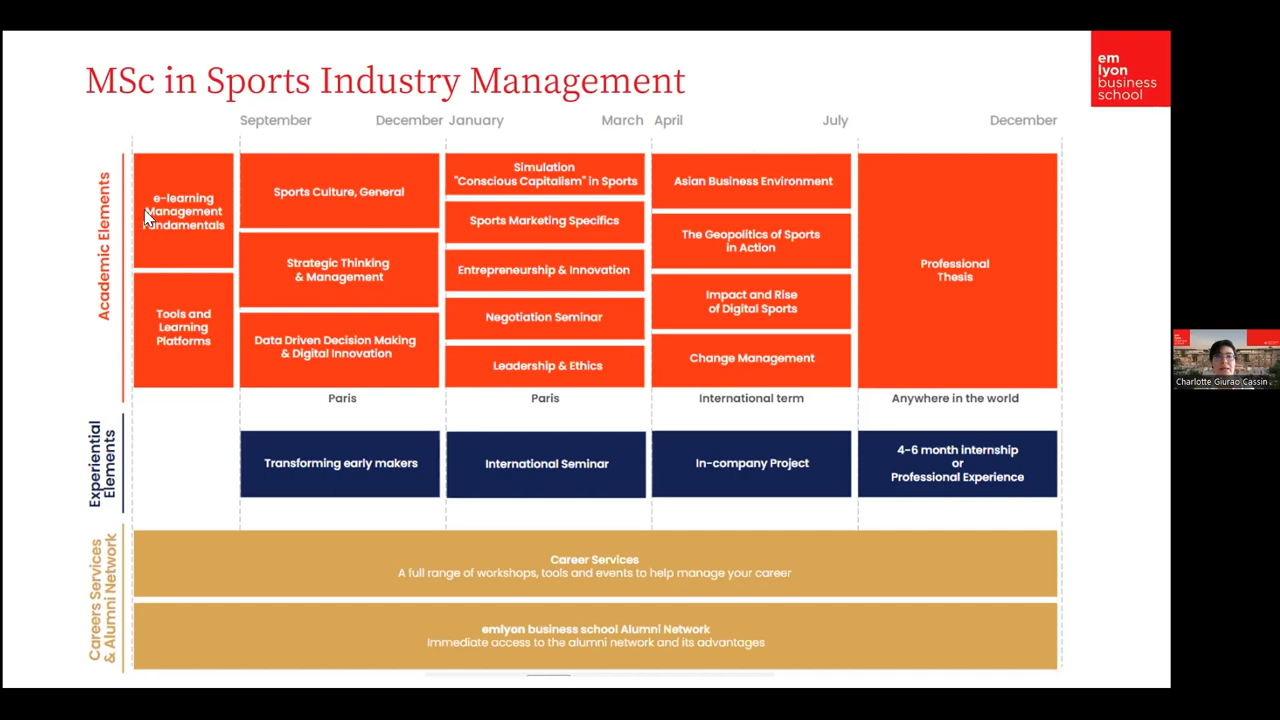 MSc in Sports Industry Management
em
lyon
business
school
September
December
January
March
April
July
December
Academic Elements
e-learning
Management
Fundamentals
Tools and
Learning
Platforms
Sports Culture, General
Strategic Thinking
& Management
Data Driven Decision Making
& Digital Innovation
Simulation
"Conscious Capitalism" in Sports
Sports Marketing Specifics
Entrepreneurship & Innovation
Negotiation Seminar
Leadership & Ethics
Asian Business Environment
The Geopolitics of Sports
in Action
Impact and Rise
of Digital Sports
Change Management
Professional
Thesis
Paris
Paris
International term
Anywhere in the world
Experiential
Elements
Transforming early makers
International Seminar
In-company Project
4-6 month internship
or
Professional Experience
Careers Services
& Alumni Network
Career Services
A full range of workshops, tools and events to help manage your career
emlyon business school Alumni Network
Immediate access to the alumni network and its advantages
Charlotte Giurao Cassin